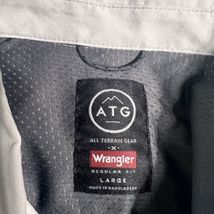 ATG
ALL TERRAIN GEAR
X
Wrangler
REGULAR FIT
LARGE
MADE IN BANGLADESH